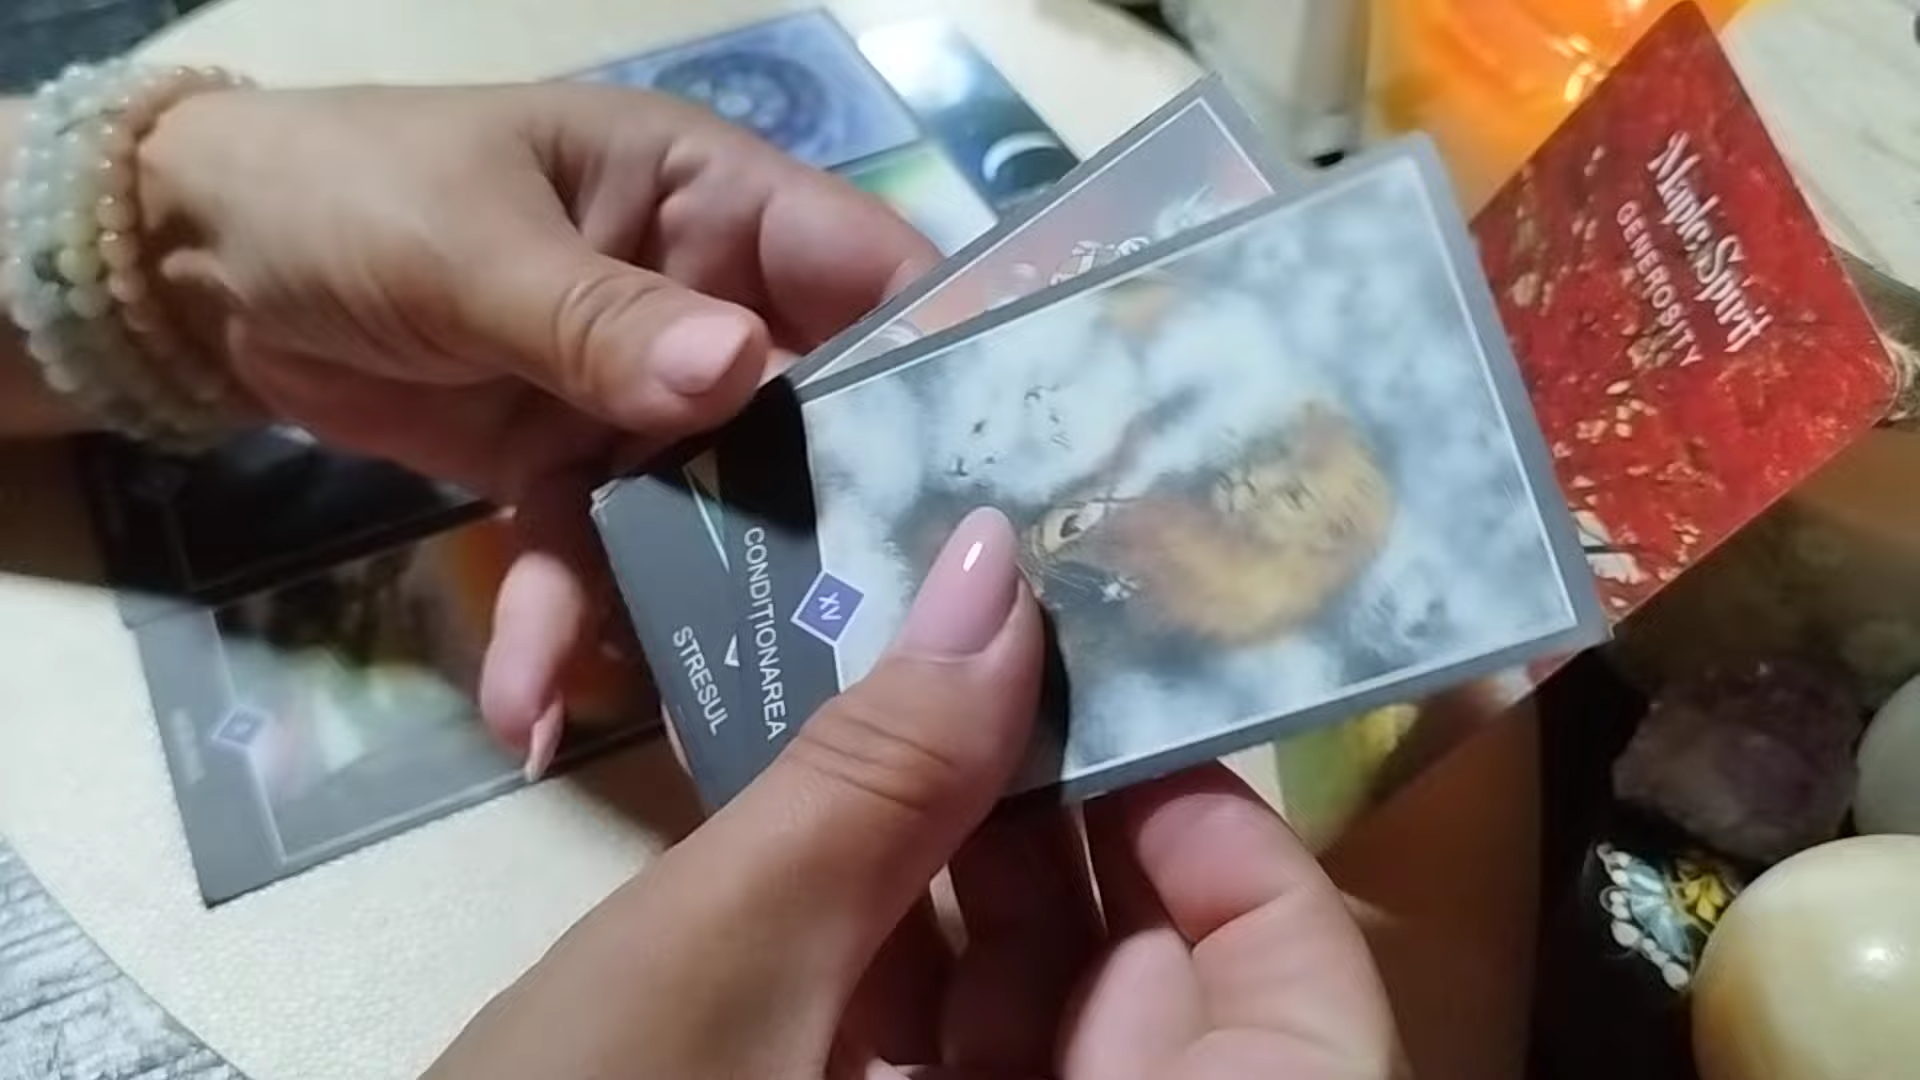 Maple Spirit
GENEROSITY
XV
CONDIȚIONAREA
STRESUL